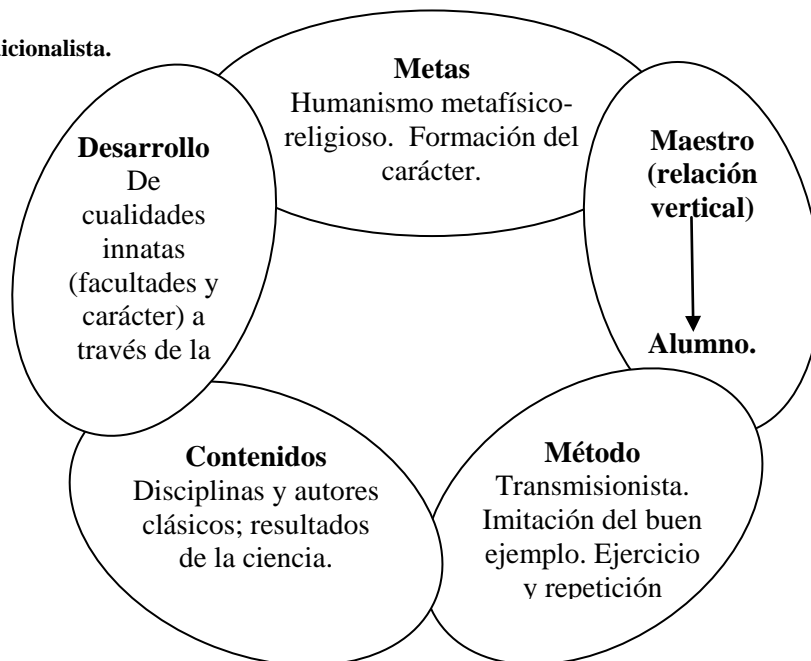 icionalista.
Metas
Humanismo metafísico-
religioso. Formación del
carácter.
Desarrollo
De
cualidades
innatas
(facultades y
carácter) a
través de la
Maestro
(relación
vertical)
Alumno.
Contenidos
Disciplinas y autores
clásicos; resultados
de la ciencia.
Método
Transmisionista.
Imitación del buen
ejemplo. Ejercicio
y repetición